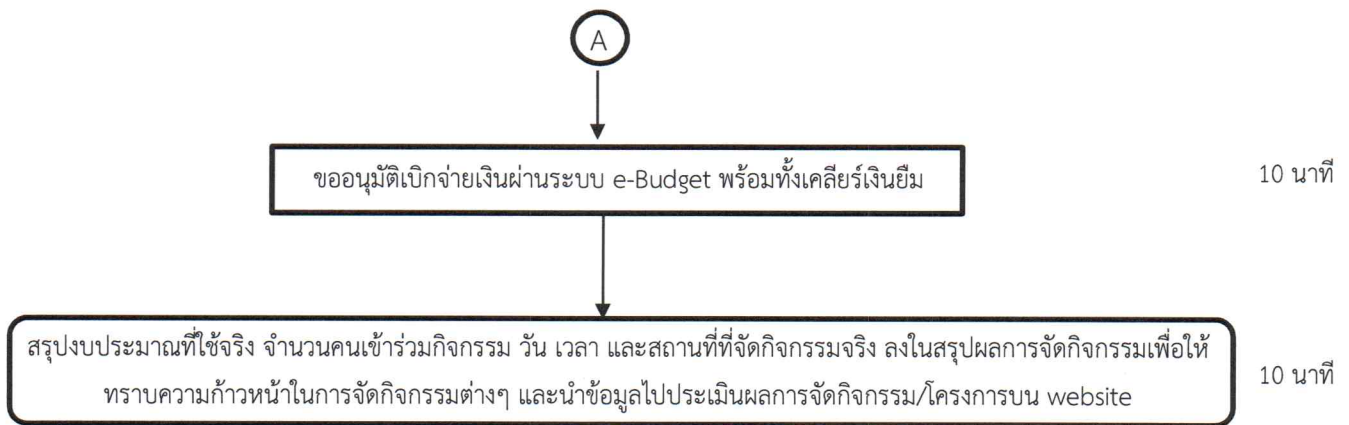 A
ขออนุมัติเบิกจ่ายเงินผ่านระบบ e-Budget พร้อมทั้งเคลียร์เงินยืม
10 นาที
สรุปงบประมาณที่ใช้จริง จำนวนคนเข้าร่วมกิจกรรม วัน เวลา และสถานที่ที่จัดกิจกรรมจริง ลงในสรุปผลการจัดกิจกรรมเพื่อให้
ทราบความก้าวหน้าในการจัดกิจกรรมต่างๆ และนำข้อมูลไปประเมินผลการจัดกิจกรรม/โครงการบน website
10 นาที